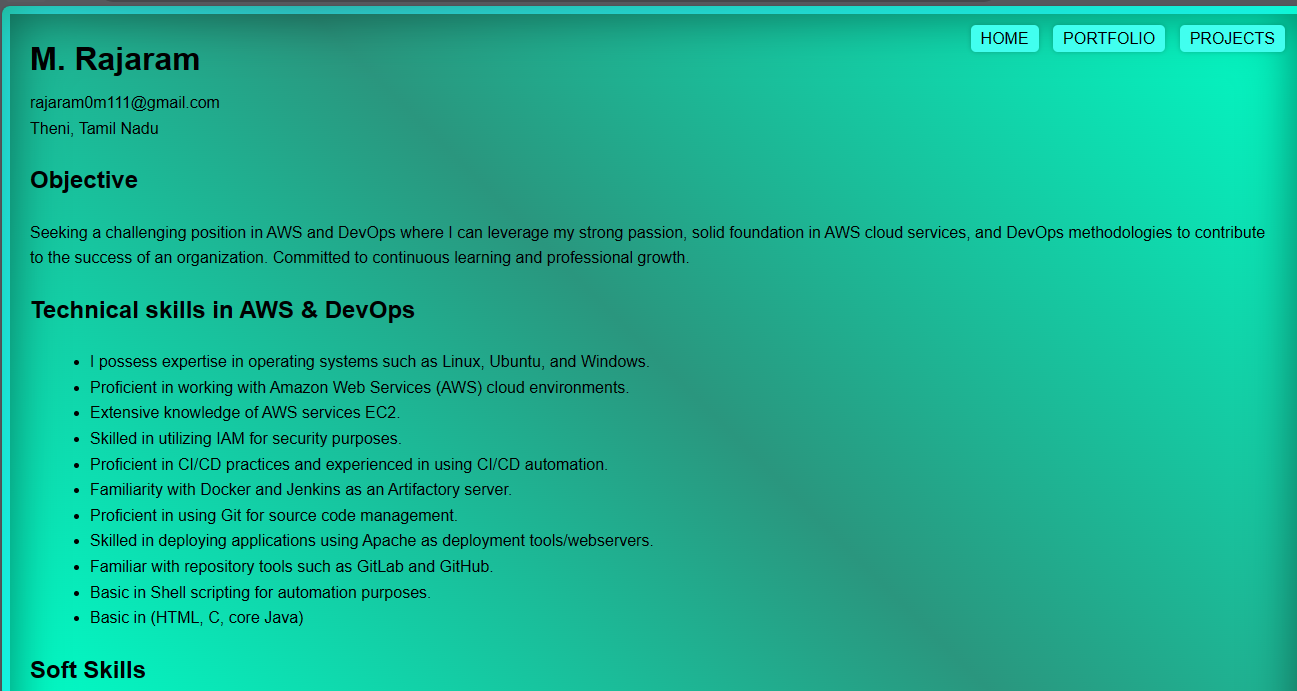 HOME PORTFOLIO PROJECTS
M. Rajaram
rajaram0m111@gmail.com
Theni, Tamil Nadu
Objective
Seeking a challenging position in AWS and DevOps where I can leverage my strong passion, solid foundation in AWS cloud services, and DevOps methodologies to contribute
to the success of an organization. Committed to continuous learning and professional growth.
Technical skills in AWS & DevOps
• I possess expertise in operating systems such as Linux, Ubuntu, and Windows.
• Proficient in working with Amazon Web Services (AWS) cloud environments.
• Extensive knowledge of AWS services EC2.
• Skilled in utilizing IAM for security purposes.
• Proficient in CI/CD practices and experienced in using CI/CD automation.
• Familiarity with Docker and Jenkins as an Artifactory server.
• Proficient in using Git for source code management.
• Skilled in deploying applications using Apache as deployment tools/webservers.
• Familiar with repository tools such as GitLab and GitHub.
• Basic in Shell scripting for automation purposes.
• Basic in (HTML, C, core Java)
Soft Skills